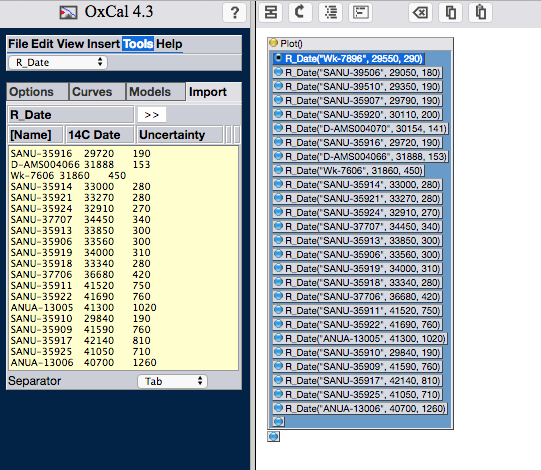 OxCal 4.3
?
File Edit View Insert Tools Help
R_Date
Options Curves Models Import
R_Date >>
[Name] 14C Date Uncertainty
SANU-35916 29720 190
D-AMS004066 31888 153
Wk-7606 31860 450
SANU-35914 33000 280
SANU-35921 33270 280
SANU-35924 32910 270
SANU-37707 34450 340
SANU-35913 33850 300
SANU-35906 33560 300
SANU-35919 34000 310
SANU-35918 33340 280
SANU-37706 36680 420
SANU-35911 41520 750
SANU-35922 41690 760
ANUA-13005 41300 1020
SANU-35910 29840 190
SANU-35909 41590 760
SANU-35917 42140 810
SANU-35925 41050 710
ANUA-13006 40700 1260
Separator Tab
Plot()
R_Date("Wk-7896", 29550, 290)
R_Date("SANU-39506", 29050, 180)
R_Date("SANU-39510", 29350, 190)
R_Date("SANU-35907", 29790, 190)
R_Date("SANU-35920", 30110, 200)
R_Date("D-AMS004070", 30154, 141)
R_Date("SANU-35916", 29720, 190)
R_Date("D-AMS004066", 31888, 153)
R_Date("Wk-7606", 31860, 450)
R_Date("SANU-35914", 33000, 280)
R_Date("SANU-35921", 33270, 280)
R_Date("SANU-35924", 32910, 270)
R_Date("SANU-37707", 34450, 340)
R_Date("SANU-35913", 33850, 300)
R_Date("SANU-35906", 33560, 300)
R_Date("SANU-35919", 34000, 310)
R_Date("SANU-35918", 33340, 280)
R_Date("SANU-37706", 36680, 420)
R_Date("SANU-35911", 41520, 750)
R_Date("SANU-35922", 41690, 760)
R_Date("ANUA-13005", 41300, 1020)
R_Date("SANU-35910", 29840, 190)
R_Date("SANU-35909", 41590, 760)
R_Date("SANU-35917", 42140, 810)
R_Date("SANU-35925", 41050, 710)
R_Date("ANUA-13006", 40700, 1260)